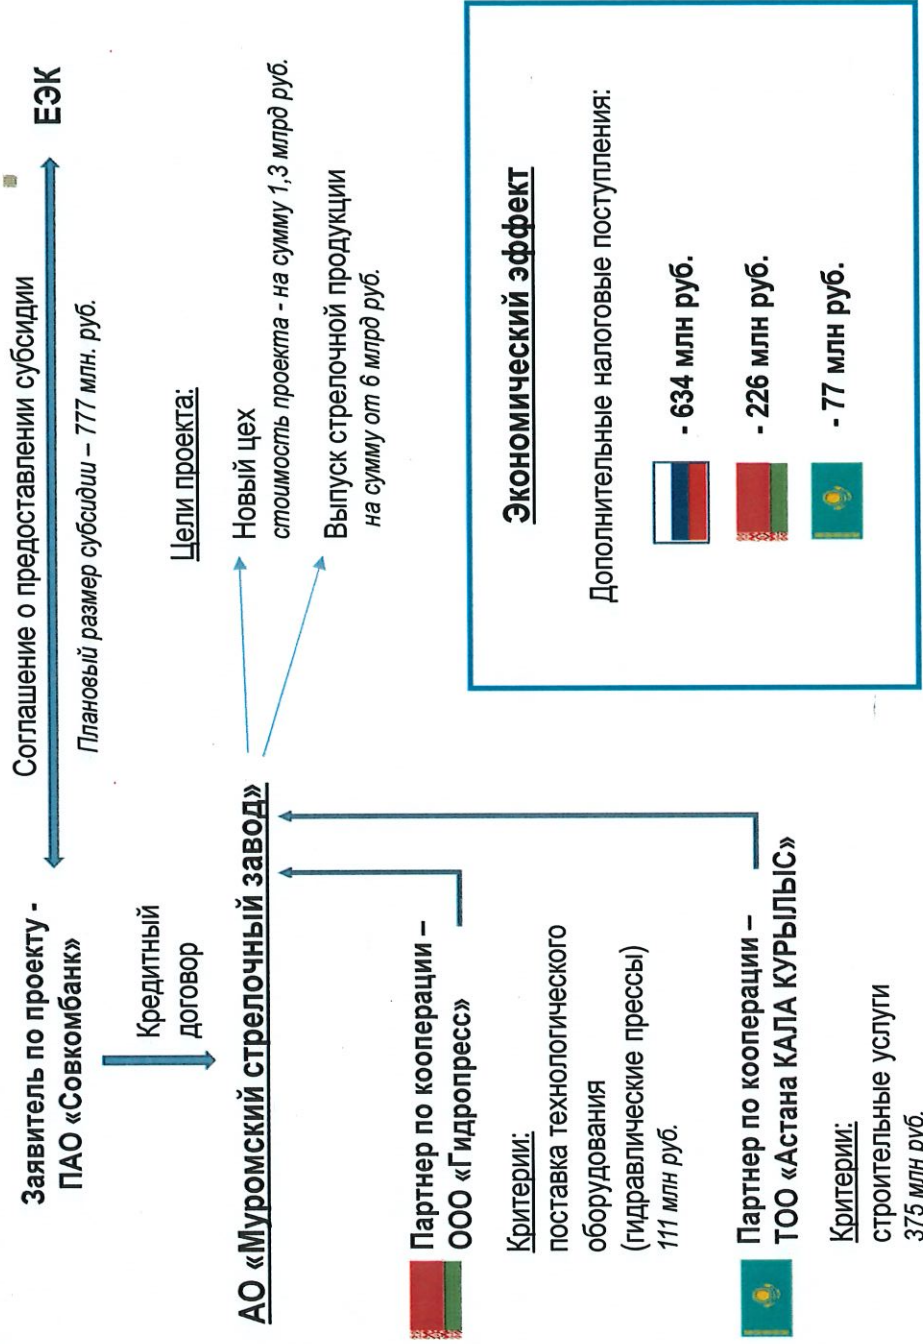 Заявитель по проекту -
ПАО «Совкомбанк»
Соглашение о предоставлении субсидии
Плановый размер субсидии – 777 млн. руб.
ЕЭК
Кредитный
договор
АО «Муромский стрелочный завод»
Цели проекта:
Новый цех
стоимость проекта - на сумму 1,3 млрд руб.
Выпуск стрелочной продукции
на сумму от 6 млрд руб.
Партнер по кооперации –
ООО «Гидропресс»
Критерии:
поставка технологического
оборудования
(гидравлические прессы)
111 млн руб.
Партнер по кооперации –
ТОО «Астана КАЛА КУРЫЛЫС»
Критерии:
строительные услуги
375 млн руб.
Экономический эффект
Дополнительные налоговые поступления:
- 634 млн руб.
- 226 млн руб.
- 77 млн руб.